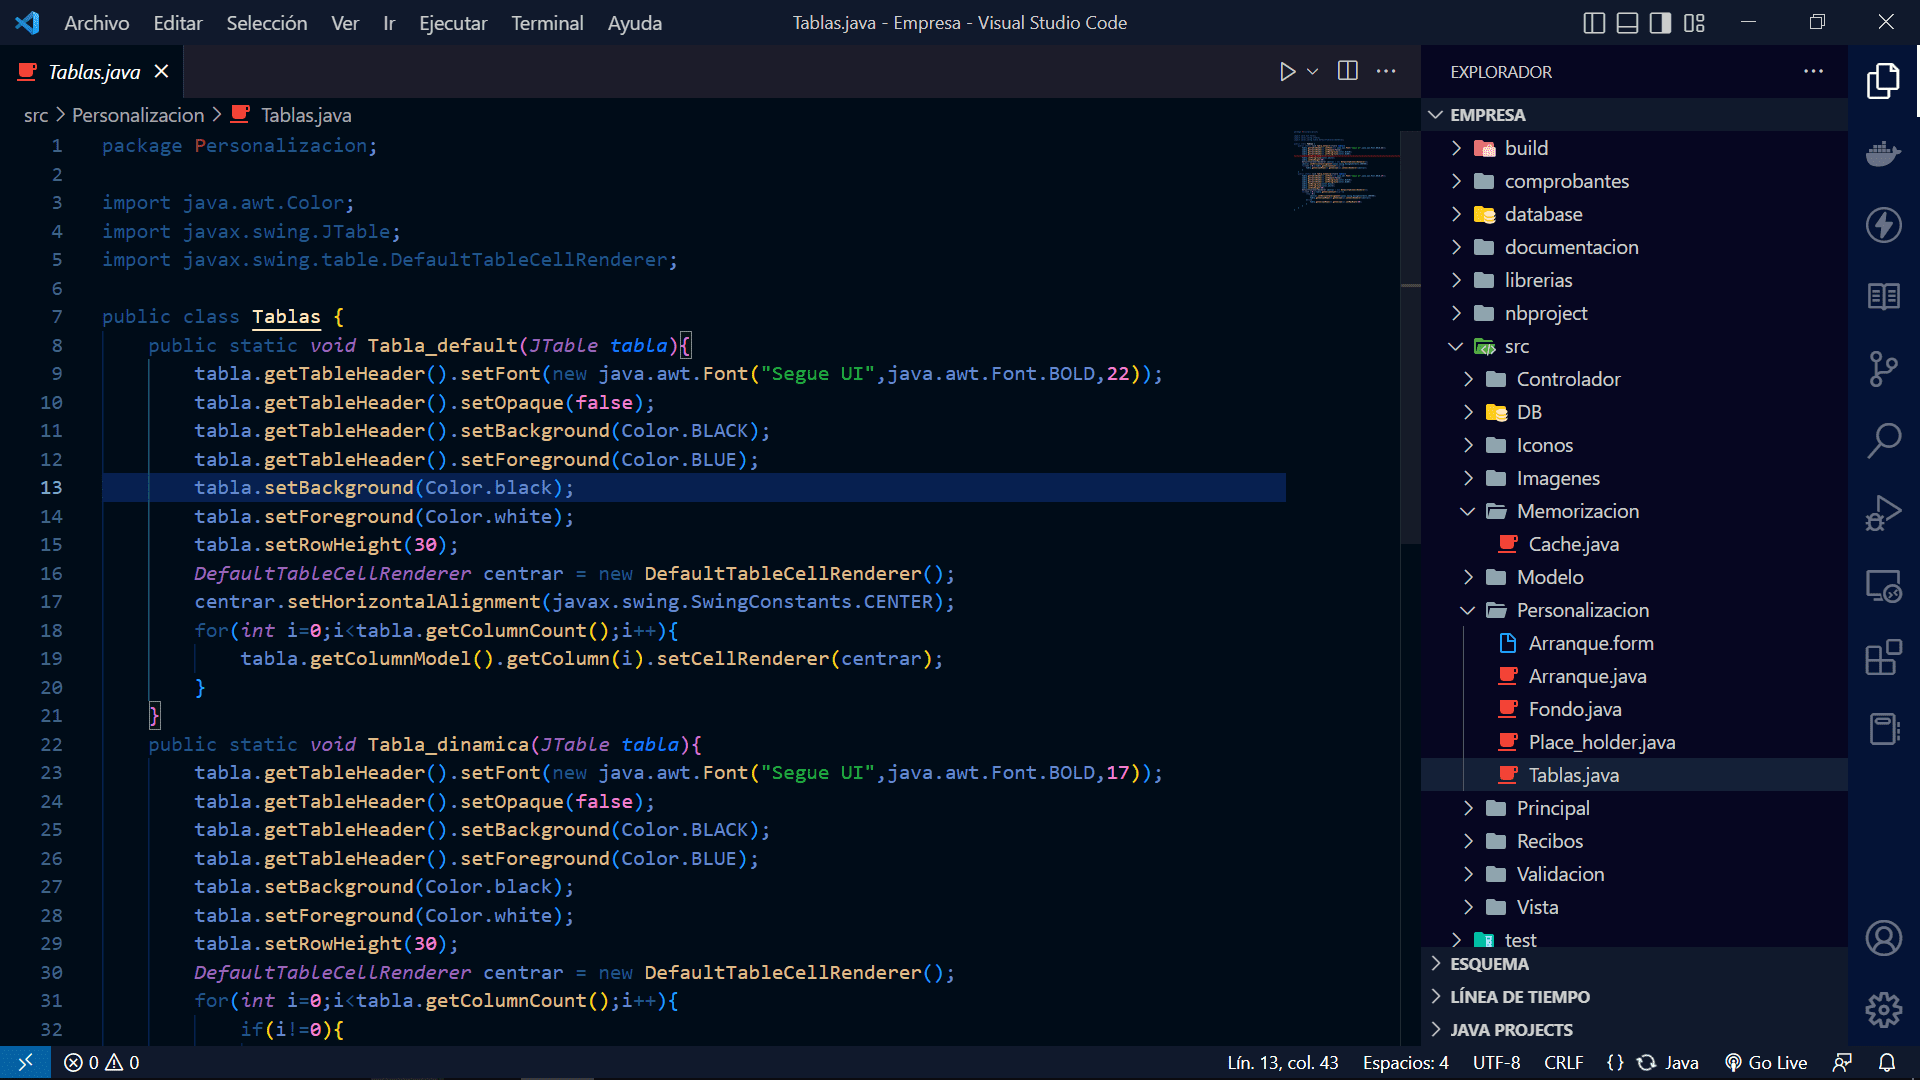 Archivo Editar Selección Ver Ir Ejecutar Terminal Ayuda
Tablas.java - Empresa - Visual Studio Code
Tablas.java
src > Personalizacion > Tablas.java
1 package Personalizacion;
2
3 import java.awt.Color;
4 import javax.swing.JTable;
5 import javax.swing.table.DefaultTableCellRenderer;
6
7 public class Tablas {
8 public static void Tabla_default(JTable tabla){
9 tabla.getTableHeader().setFont(new java.awt.Font("Segue UI",java.awt.Font.BOLD,22));
10 tabla.getTableHeader().setOpaque(false);
11 tabla.getTableHeader().setBackground(Color.BLACK);
12 tabla.getTableHeader().setForeground(Color.BLUE);
13 tabla.setBackground(Color.black);
14 tabla.setForeground(Color.white);
15 tabla.setRowHeight(30);
16 DefaultTableCellRenderer centrar = new DefaultTableCellRenderer();
17 centrar.setHorizontalAlignment(javax.swing.SwingConstants.CENTER);
18 for(int i=0;i<tabla.getColumnCount();i++){
19 tabla.getColumnModel().getColumn(i).setCellRenderer(centrar);
20 }
21 }
22 public static void Tabla_dinamica(JTable tabla){
23 tabla.getTableHeader().setFont(new java.awt.Font("Segue UI",java.awt.Font.BOLD,17));
24 tabla.getTableHeader().setOpaque(false);
25 tabla.getTableHeader().setBackground(Color.BLACK);
26 tabla.getTableHeader().setForeground(Color.BLUE);
27 tabla.setBackground(Color.black);
28 tabla.setForeground(Color.white);
29 tabla.setRowHeight(30);
30 DefaultTableCellRenderer centrar = new DefaultTableCellRenderer();
31 for(int i=0;i<tabla.getColumnCount();i++){
32 if(i!=0){
EXPLORADOR
EMPRESA
build
comprobantes
database
documentacion
librerias
nbproject
src
Controlador
DB
Iconos
Imagenes
Memorizacion
Cache.java
Modelo
Personalizacion
Arranque.form
Arranque.java
Fondo.java
Place_holder.java
Tablas.java
Principal
Recibos
Validacion
Vista
test
ESQUEMA
LÍNEA DE TIEMPO
JAVA PROJECTS
0 0
Lín. 13, col. 43 Espacios: 4 UTF-8 CRLF {} Java Go Live